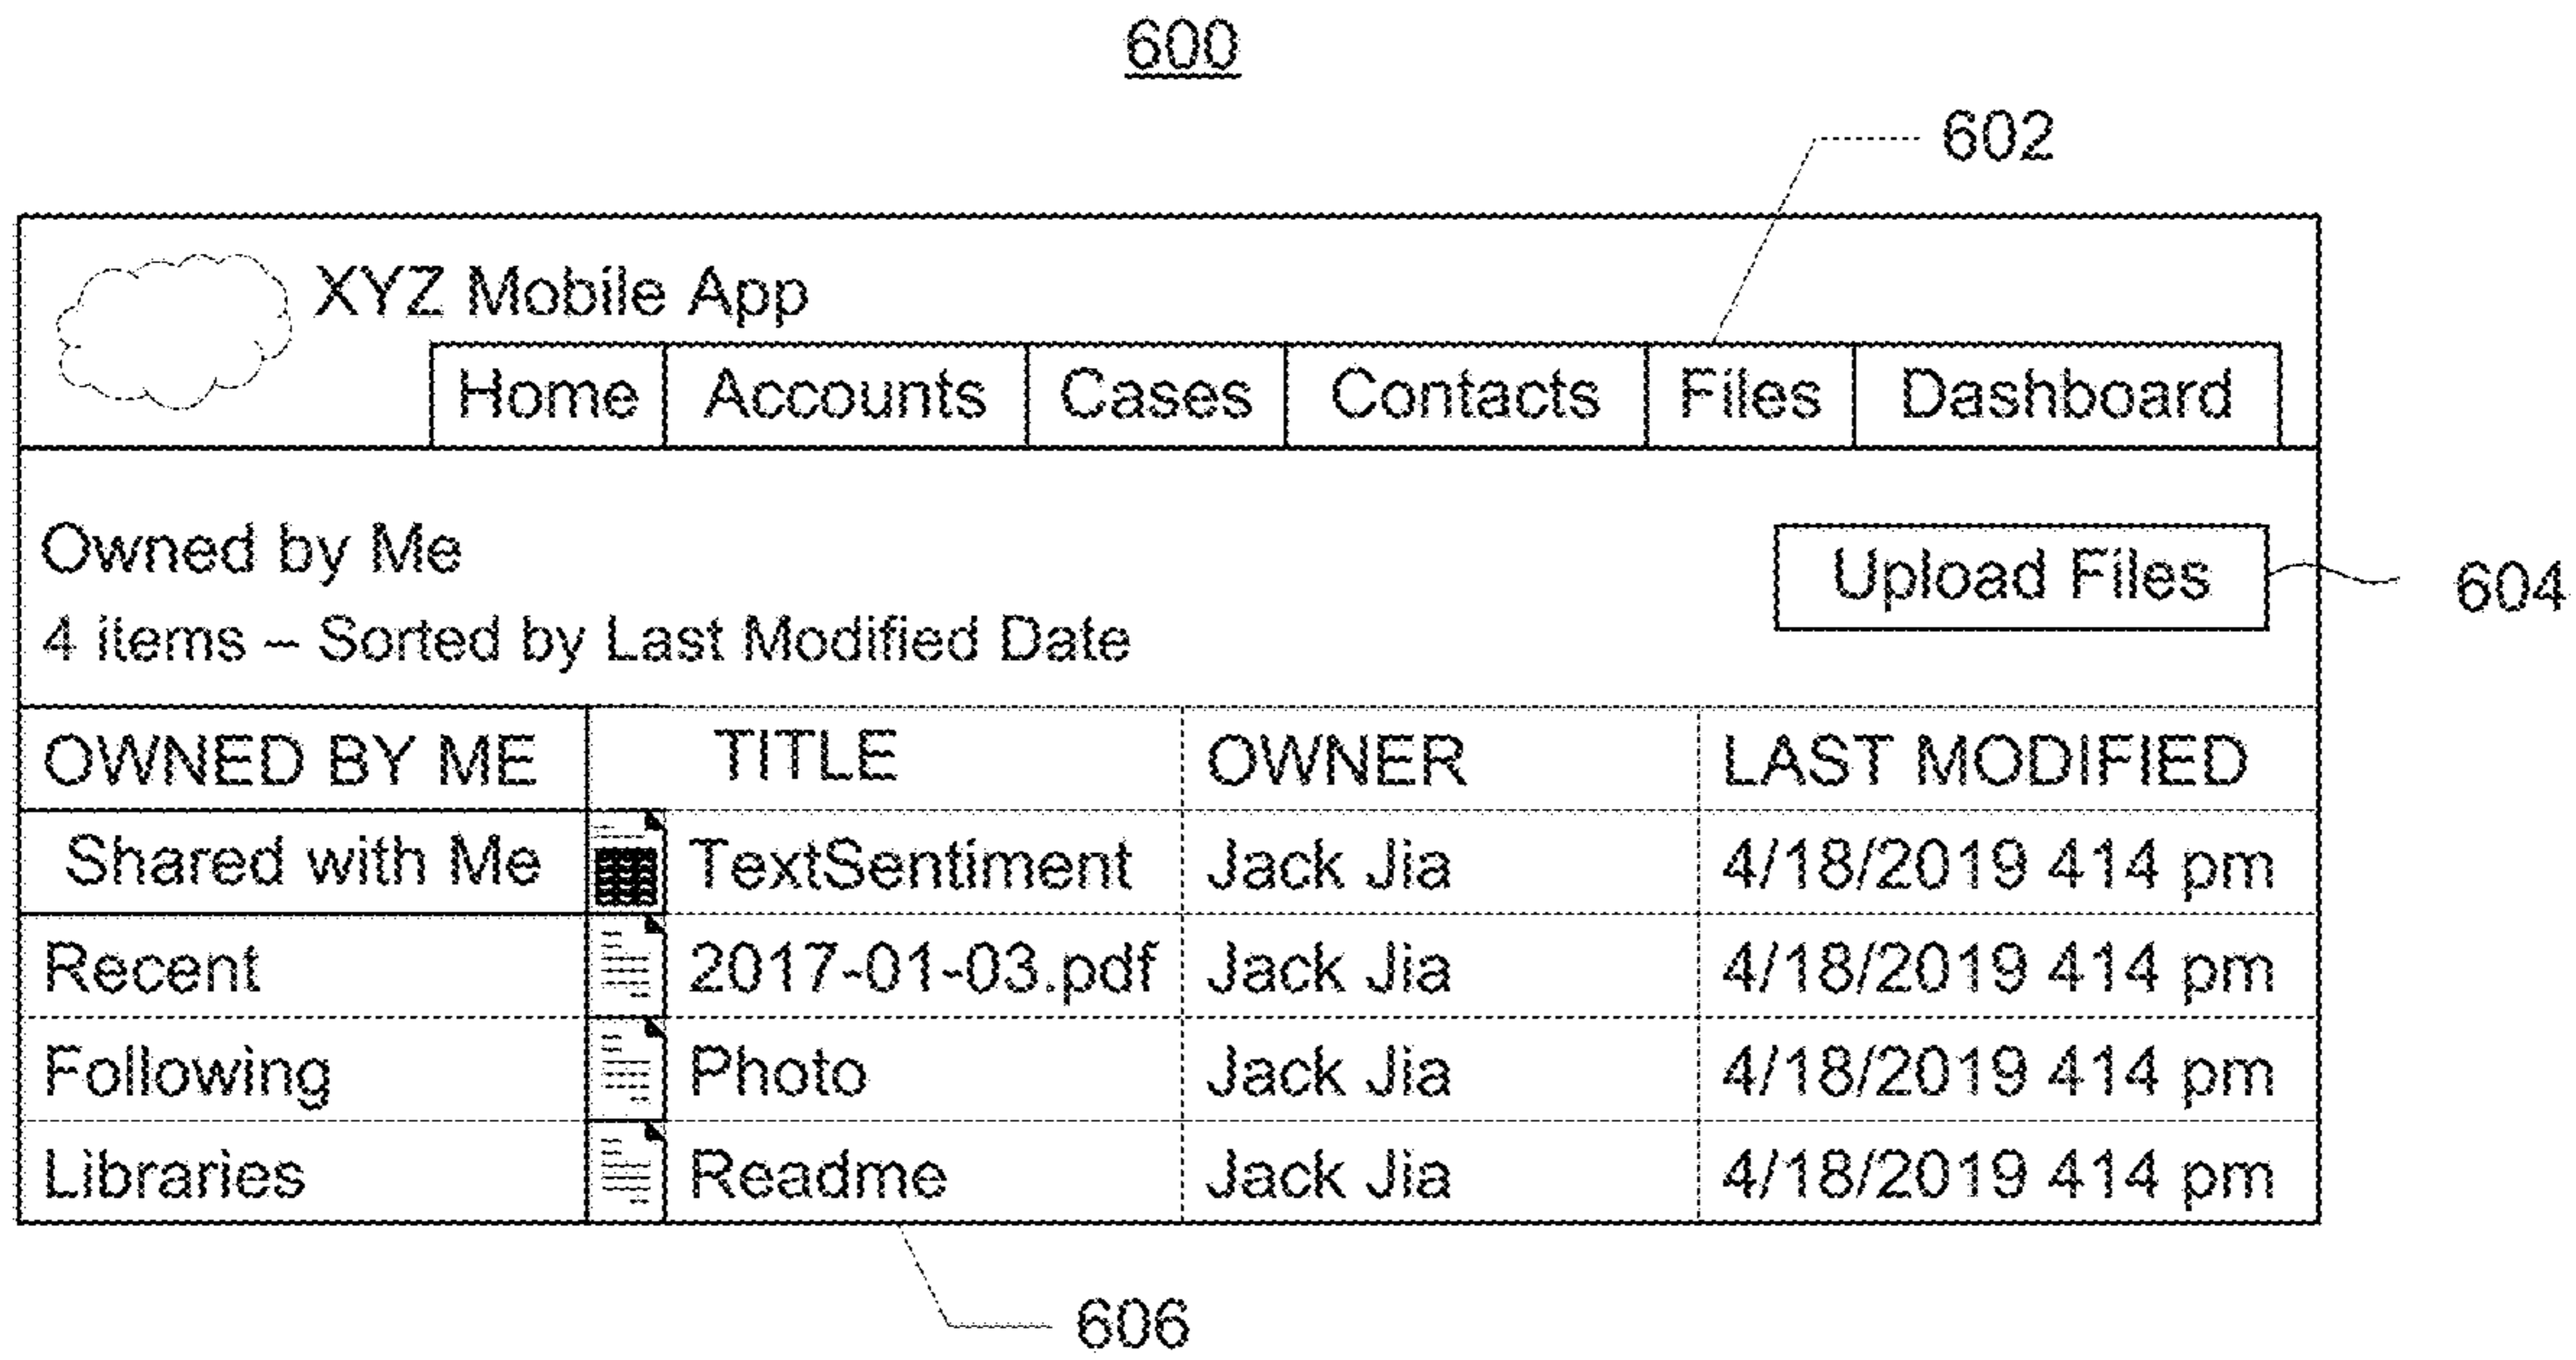 600
602
XYZ Mobile App
Home Accounts Cases Contacts Files Dashboard
Owned by Me
Upload Files
604
4 items – Sorted by Last Modified Date
OWNED BY ME TITLE OWNER LAST MODIFIED
Shared with Me TextSentiment Jack Jia 4/18/2019 414 pm
Recent 2017-01-03.pdf Jack Jia 4/18/2019 414 pm
Following Photo Jack Jia 4/18/2019 414 pm
Libraries Readme Jack Jia 4/18/2019 414 pm
606